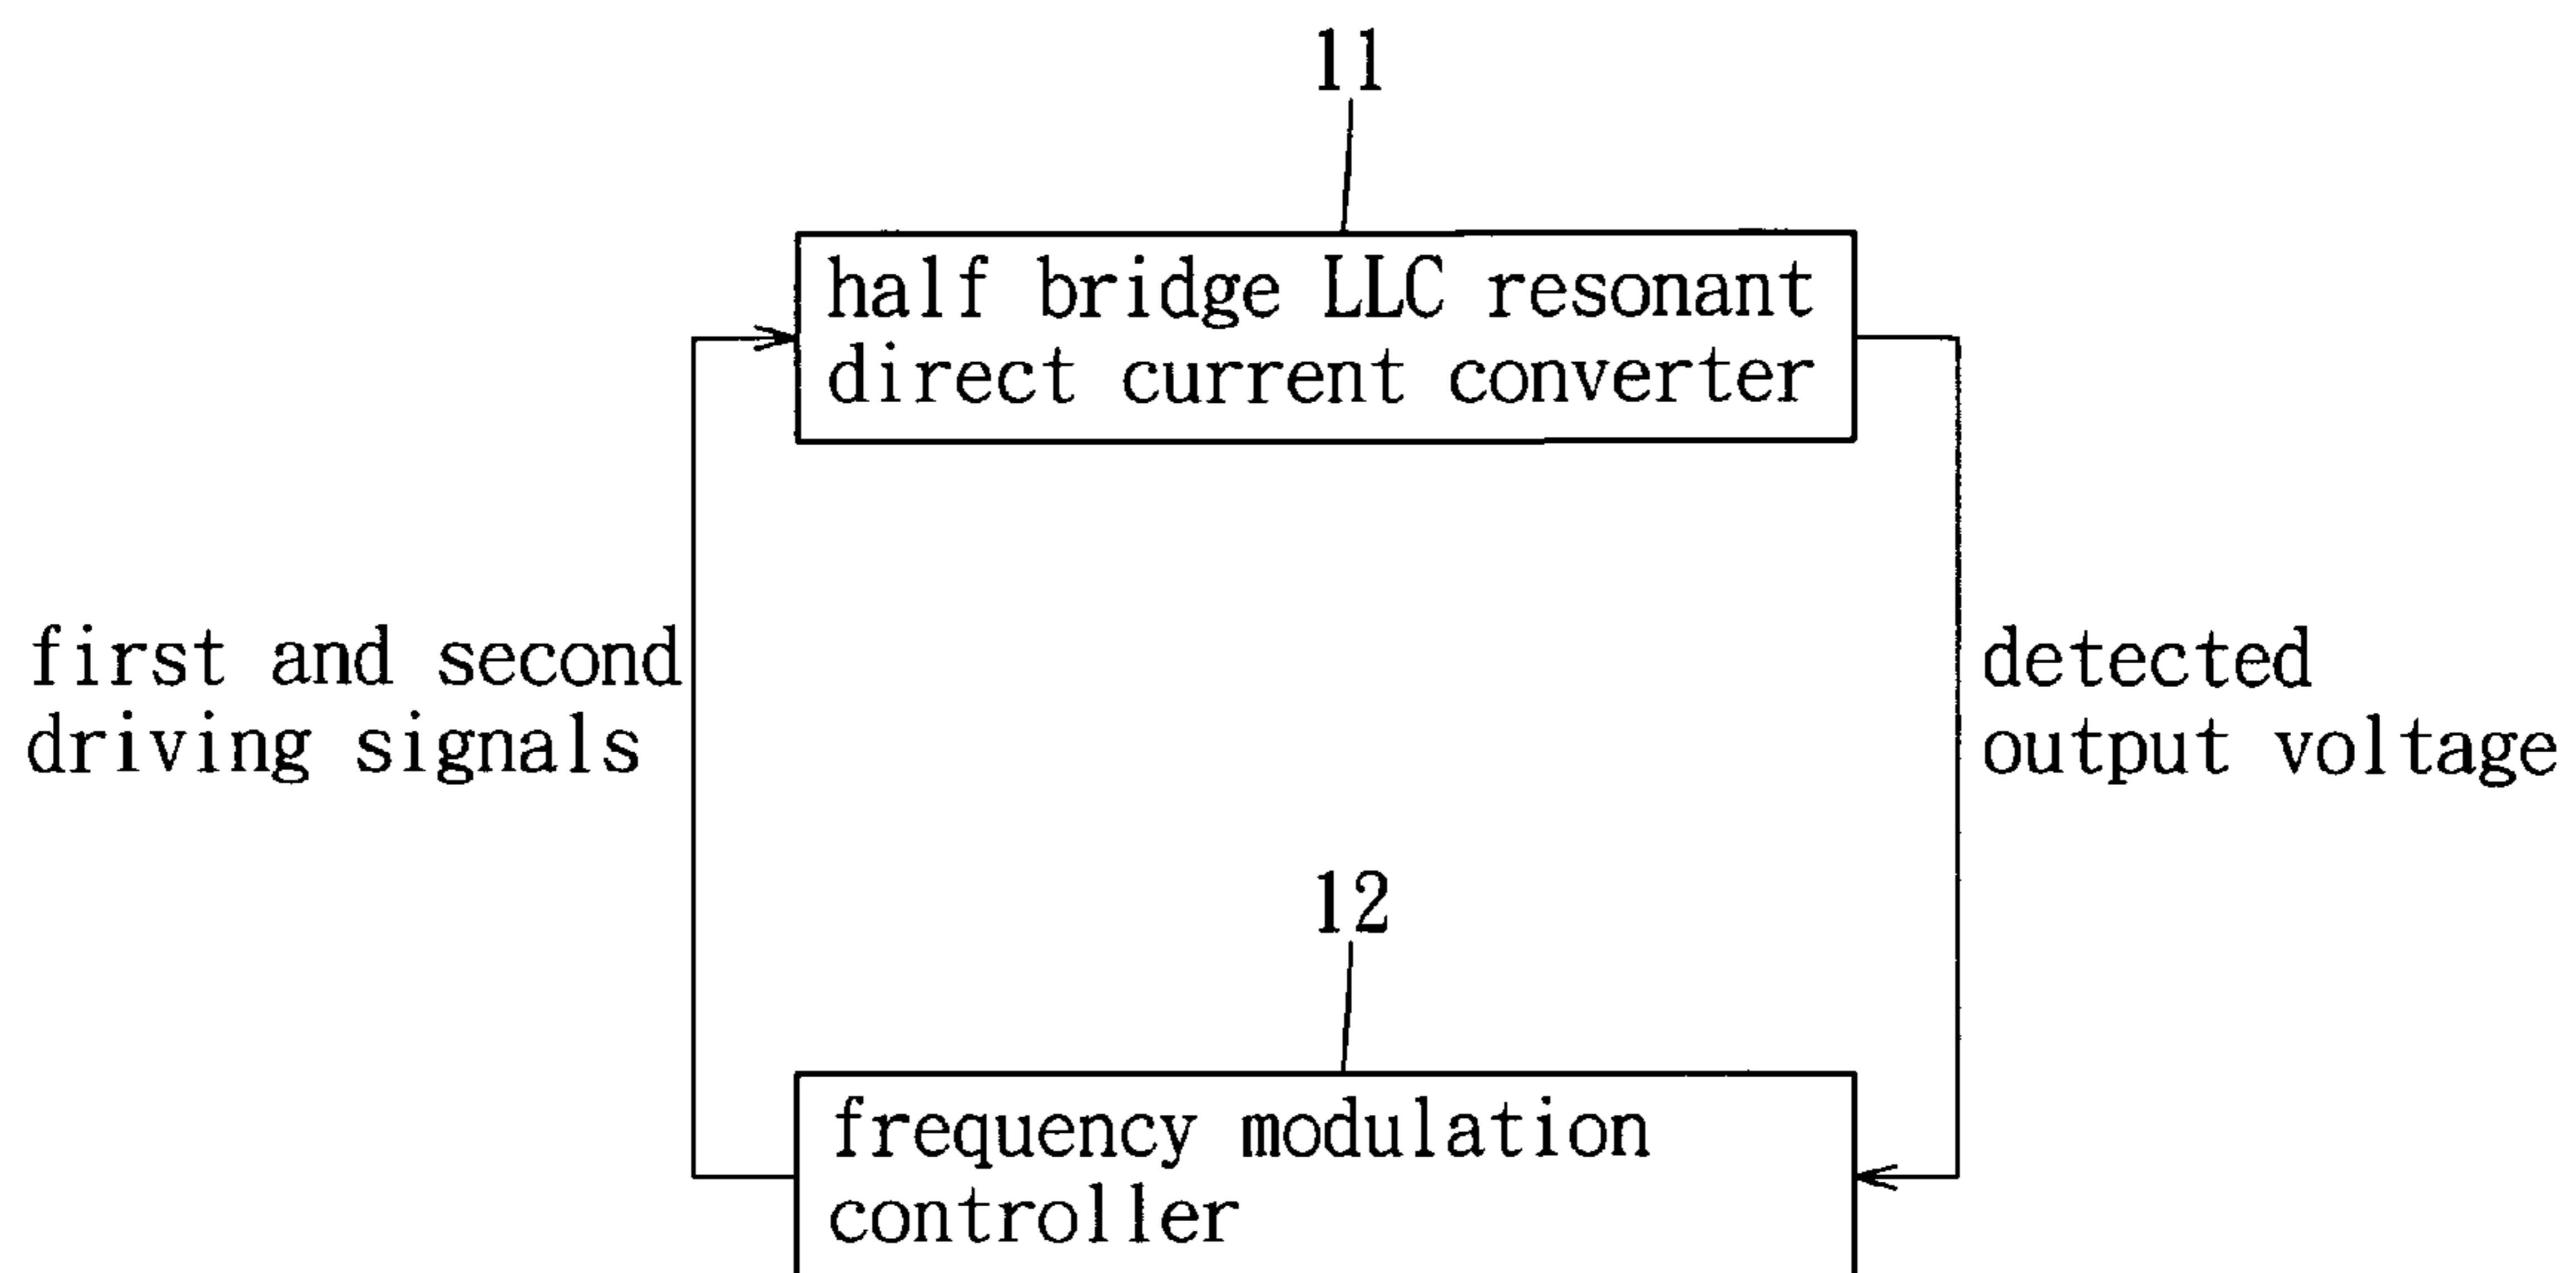 11
half bridge LLC resonant
direct current converter
first and second
driving signals
detected
output voltage
12
frequency modulation
controller